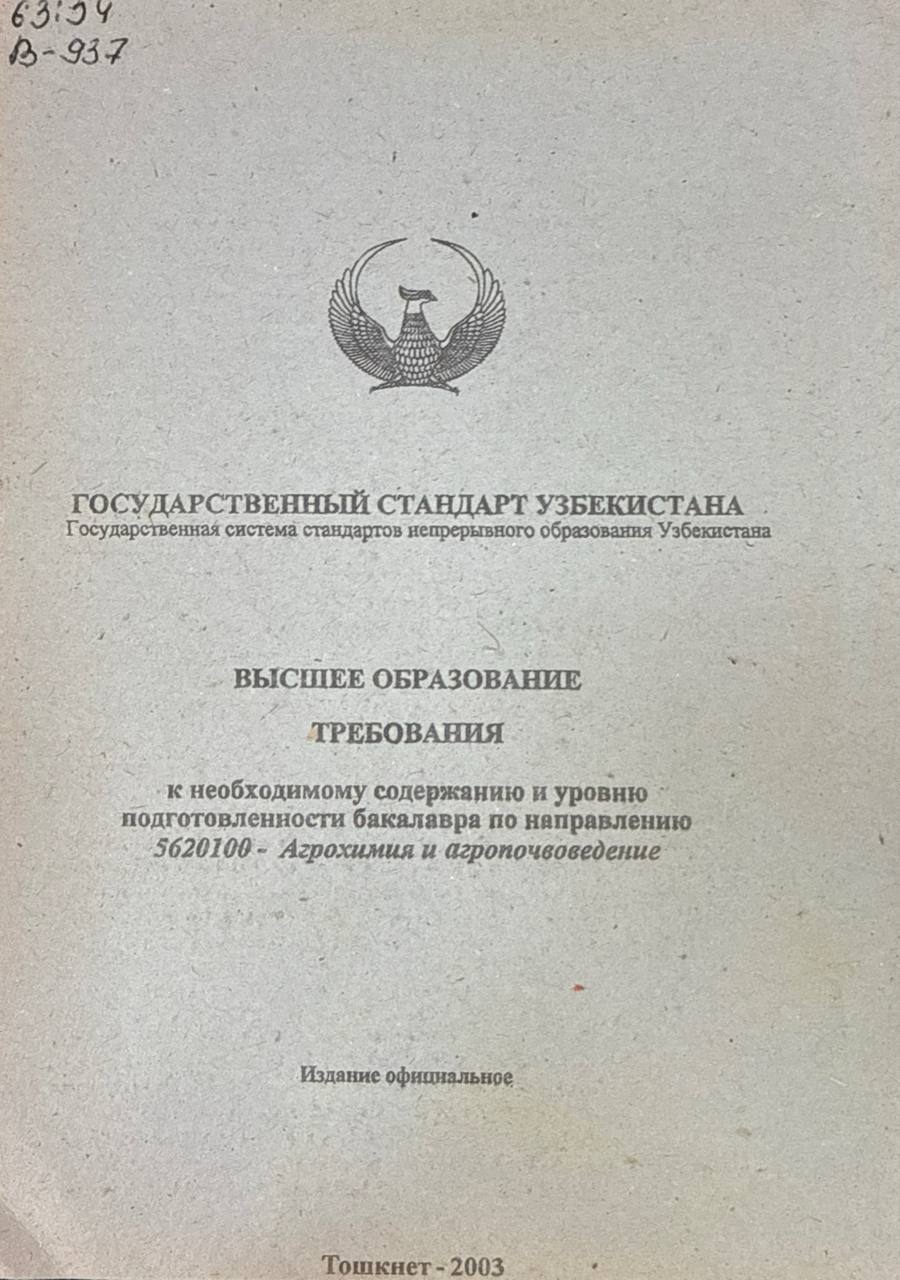 63:54
В-937
ГОСУДАРСТВЕННЫЙ СТАНДАРТ УЗБЕКИСТАНА
Государственная система стандартов непрерывного образования Узбекистана
ВЫСШЕЕ ОБРАЗОВАНИЕ
ТРЕБОВАНИЯ
к необходимому содержанию и уровню
подготовленности бакалавра по направлению
5620100 - Агрохимия и агропочвоведение
Издание официальное
Тошкнет - 2003